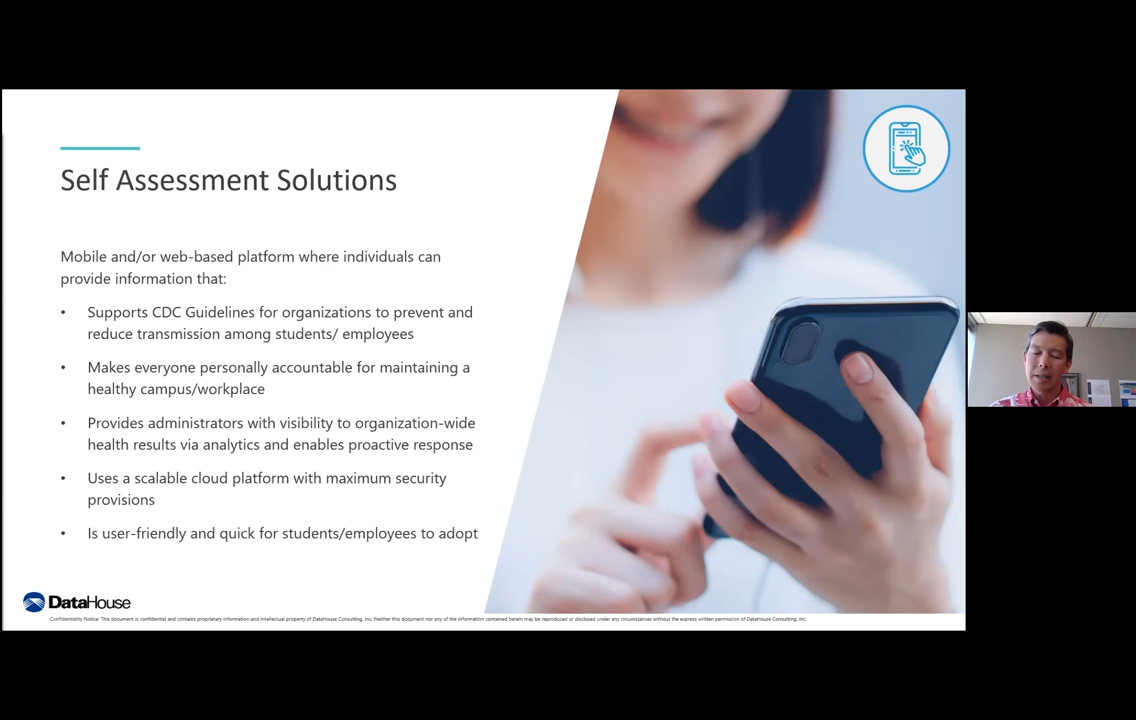 Self Assessment Solutions
Mobile and/or web-based platform where individuals can
provide information that:
• Supports CDC Guidelines for organizations to prevent and
reduce transmission among students/ employees
• Makes everyone personally accountable for maintaining a
healthy campus/workplace
• Provides administrators with visibility to organization-wide
health results via analytics and enables proactive response
• Uses a scalable cloud platform with maximum security
provisions
• Is user-friendly and quick for students/employees to adopt
DataHouse
Confidentiality Notice: This document is confidential and contains proprietary information and intellectual property of DataHouse Consulting, Inc. Neither this document nor any of the information contained herein may be reproduced or disclosed under any circumstances without the express written permission of DataHouse Consulting, Inc.